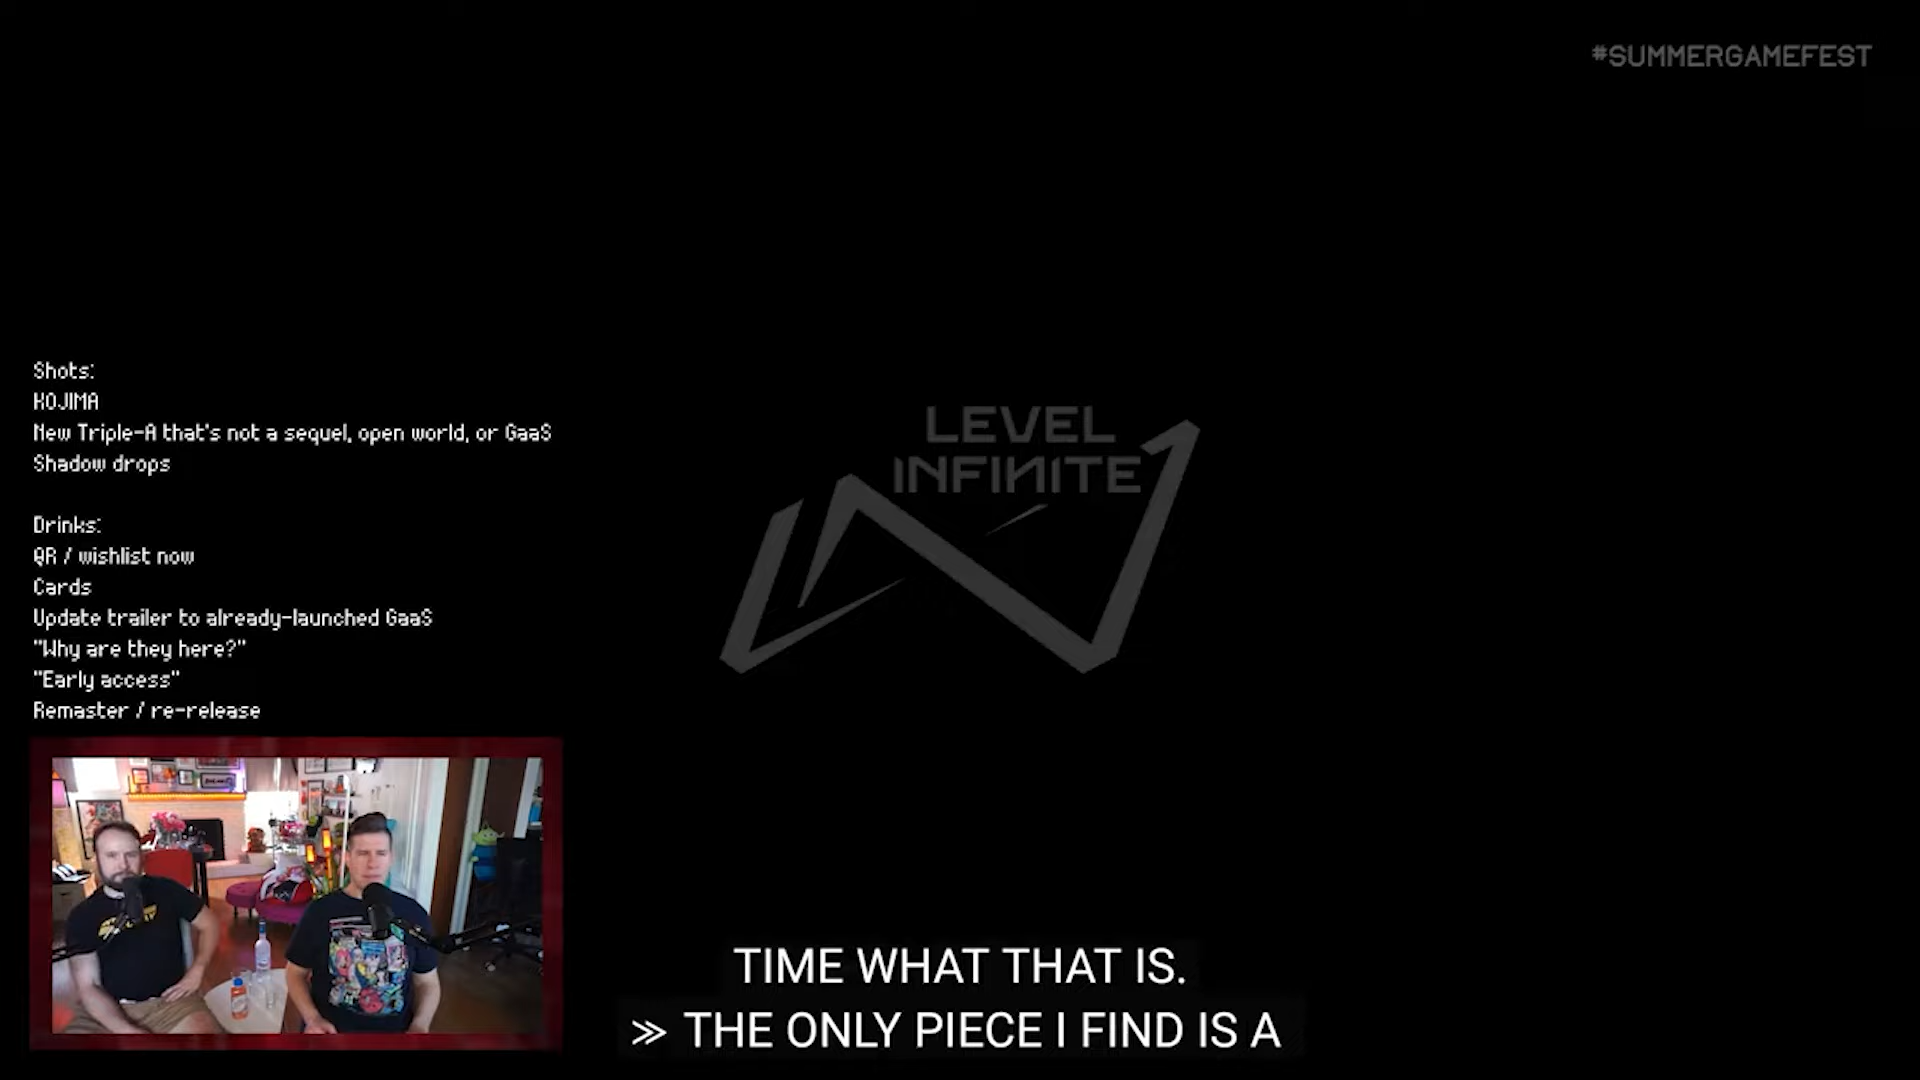 #SUMMERGAMEFEST
Shots:
KOJIMA
New Triple-A that's not a sequel, open world, or GaaS
Shadow drops
Drinks:
QR / wishlist now
Cards
Update trailer to already-launched GaaS
"Why are they here?"
"Early access"
Remaster / re-release
LEVEL
INFINITE
TIME WHAT THAT IS.
>> THE ONLY PIECE I FIND IS A